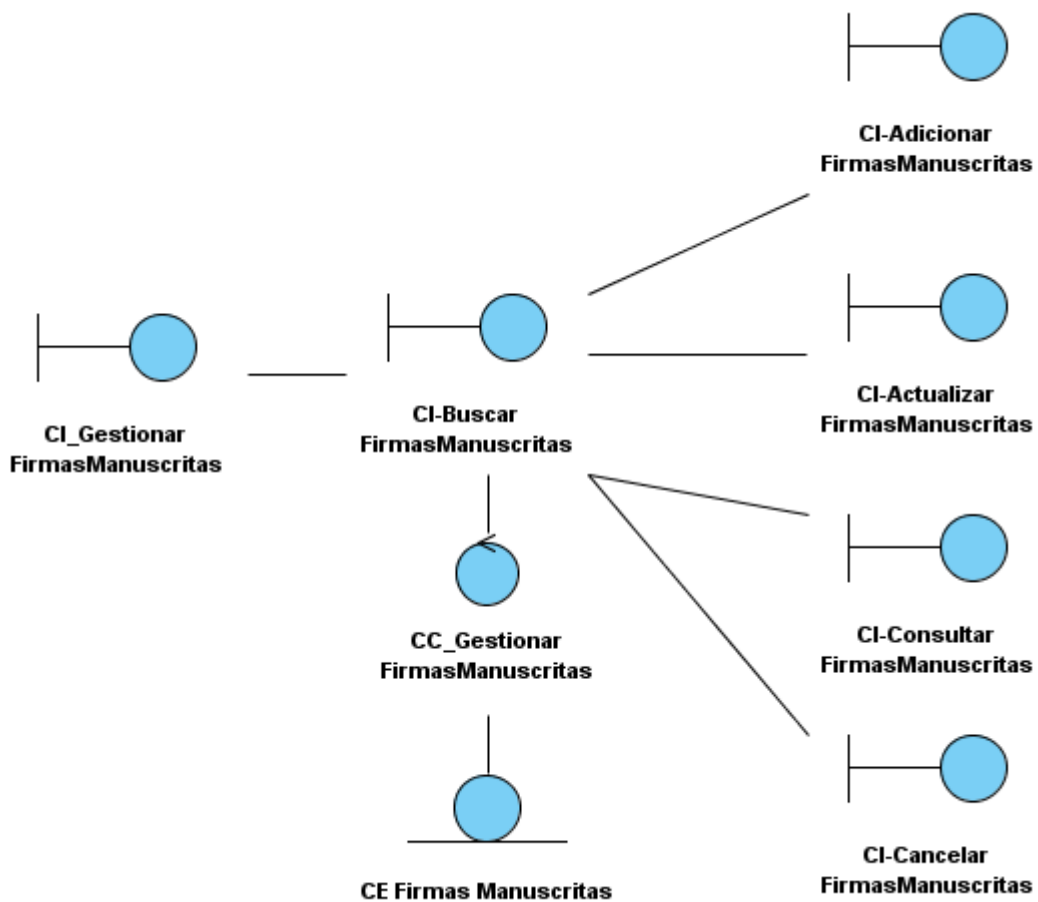 CI-Adicionar
FirmasManuscritas
CI_Gestionar
FirmasManuscritas
CI-Buscar
FirmasManuscritas
CI-Actualizar
FirmasManuscritas
CC_Gestionar
FirmasManuscritas
CI-Consultar
FirmasManuscritas
CE Firmas Manuscritas
CI-Cancelar
FirmasManuscritas